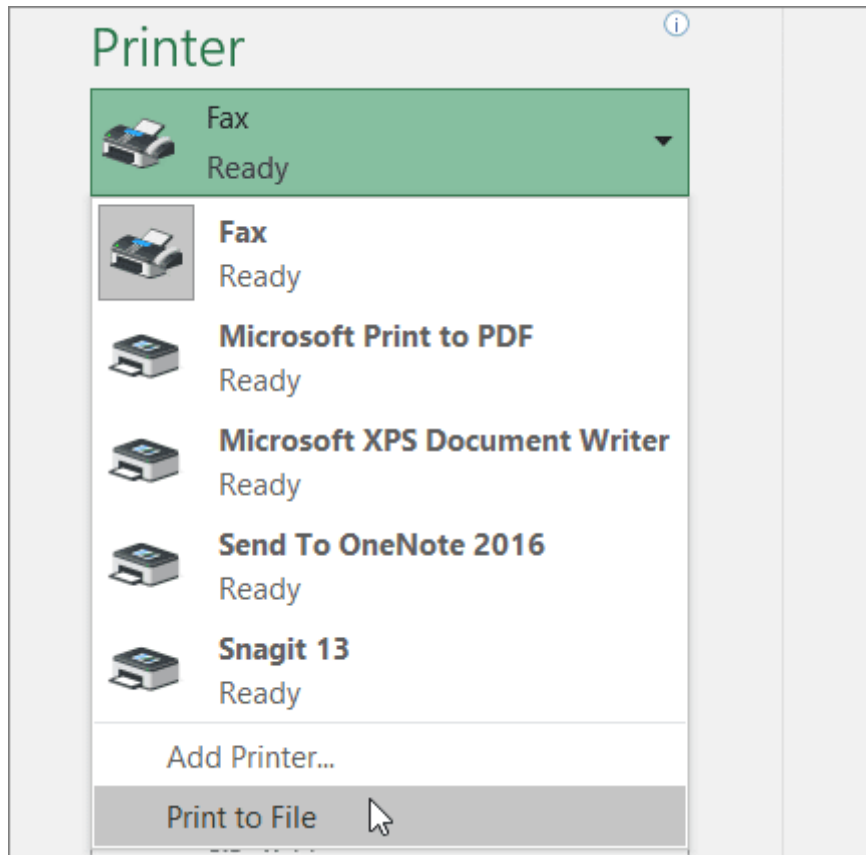 Printer
Fax
Ready
Fax
Ready
Microsoft Print to PDF
Ready
Microsoft XPS Document Writer
Ready
Send To OneNote 2016
Ready
Snagit 13
Ready
Add Printer...
Print to File